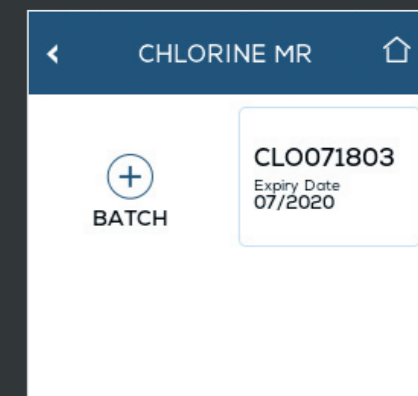 CHLORINE MR
BATCH
CLO071803
Expiry Date
07/2020